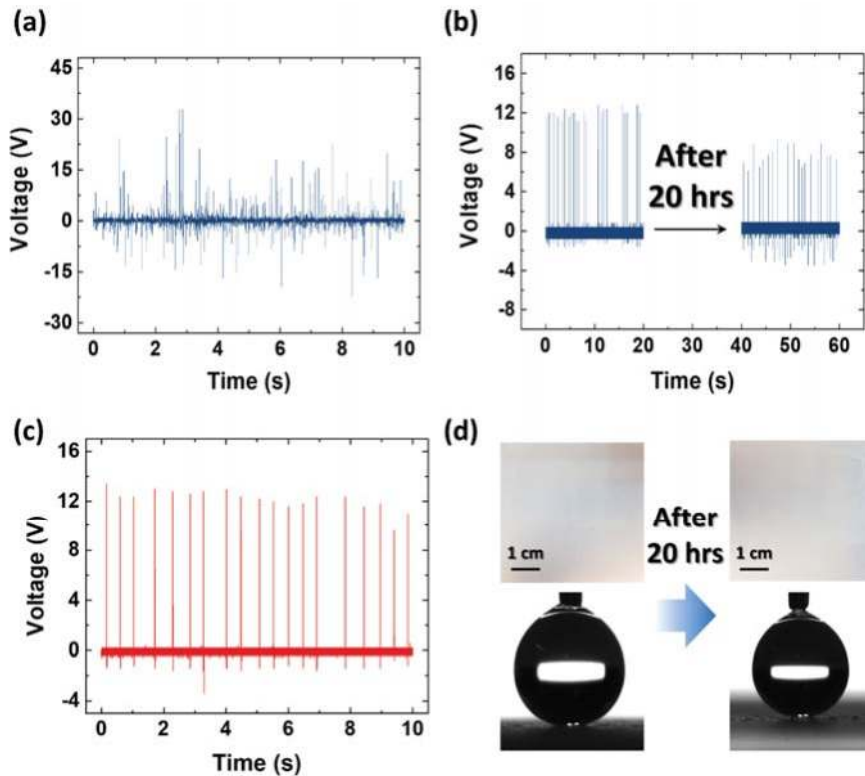 (a)
45
30
15
0
-15
-30
Voltage (V)
0 2 4 6 8 10
Time (s)
(b)
16
12
8
4
0
-4
-8
Voltage (V)
After
20 hrs
0 10 20 30 40 50 60
Time (s)
(c)
16
12
8
4
0
-4
Voltage (V)
0 2 4 6 8 10
Time (s)
(d)
1 cm
After
20 hrs
1 cm